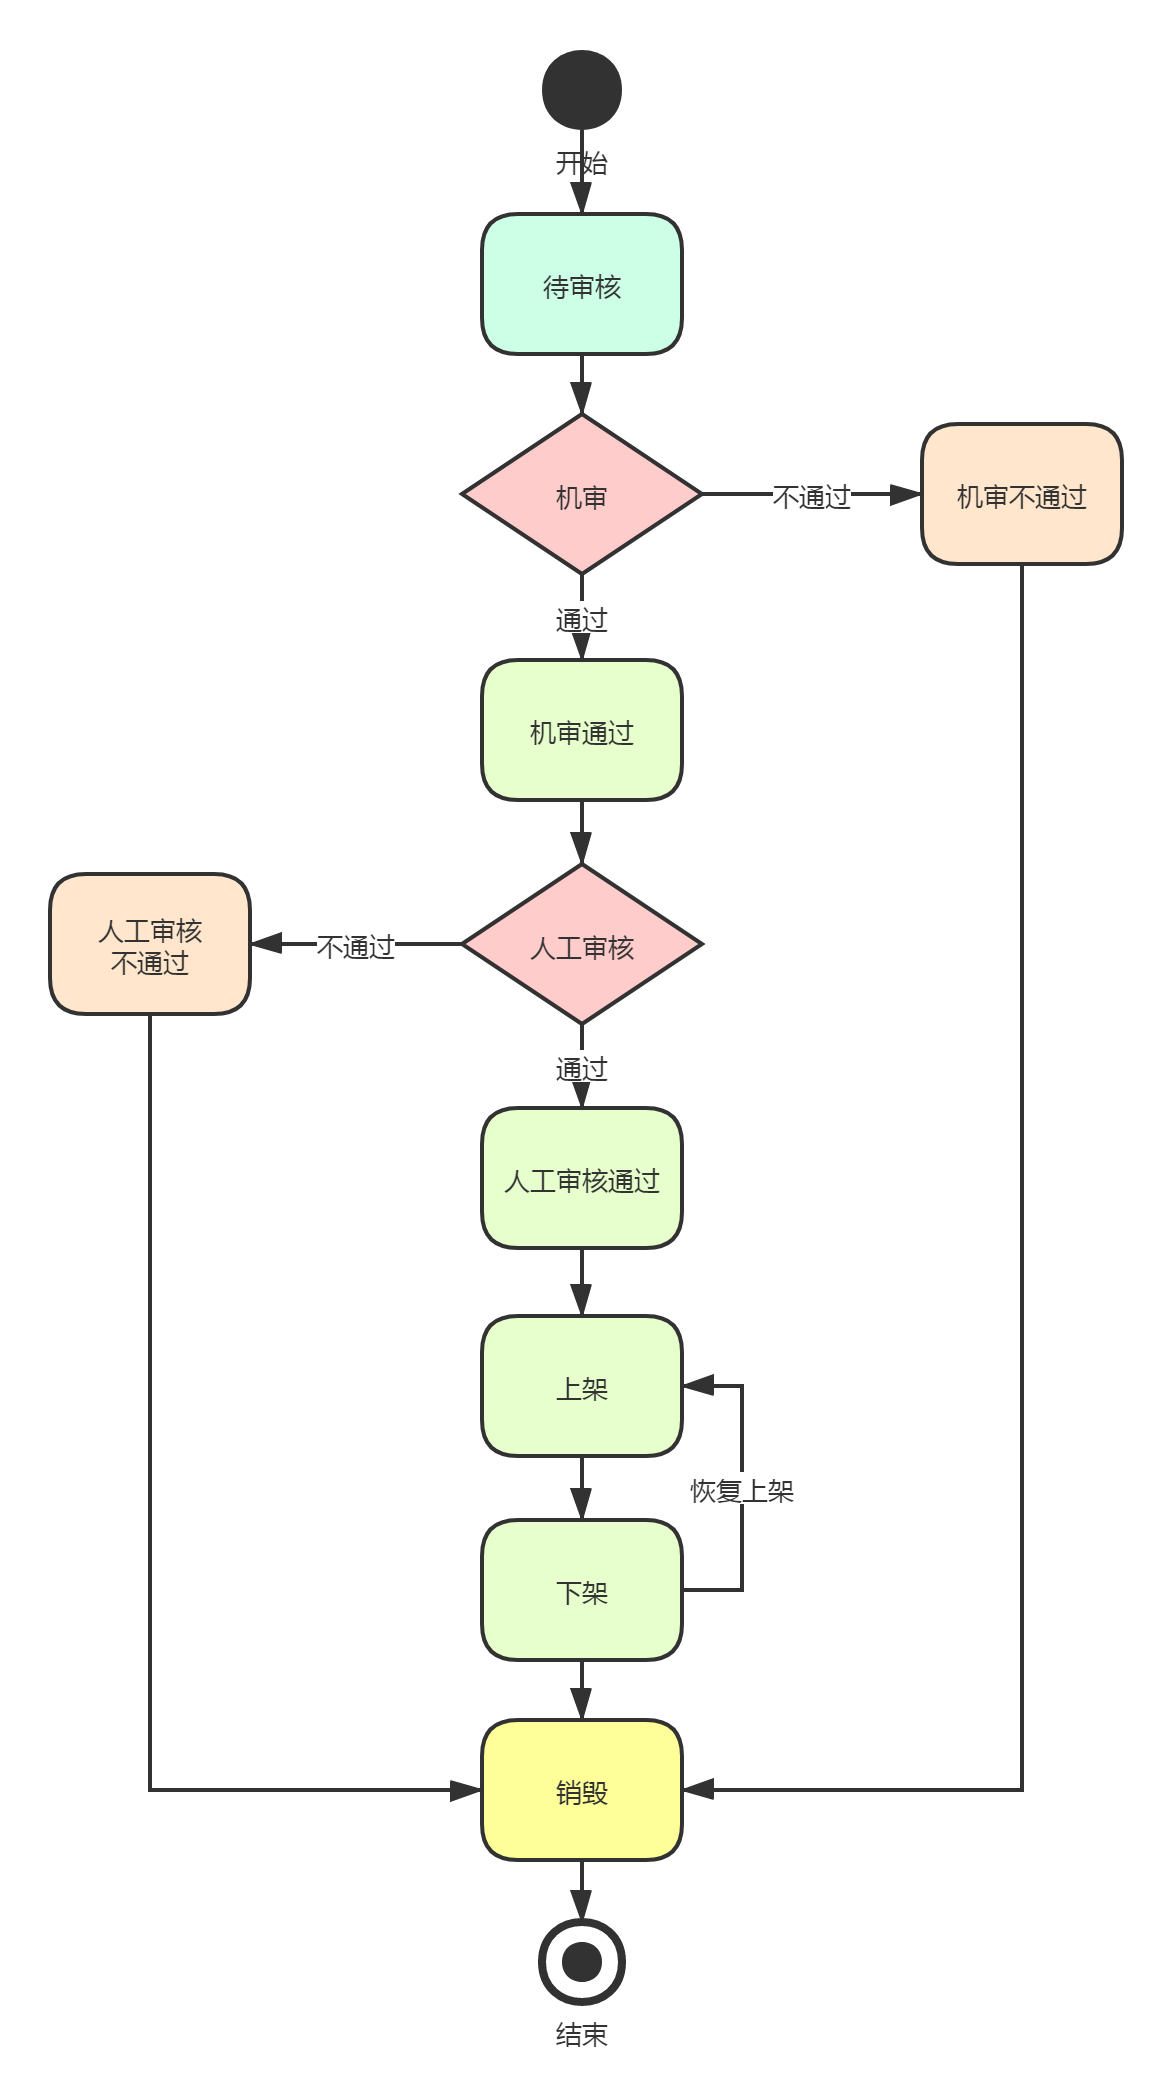 开始
待审核
机审
不通过
机审不通过
通过
机审通过
人工审核
不通过
不通过
人工审核
通过
人工审核通过
上架
恢复上架
下架
销毁
结束